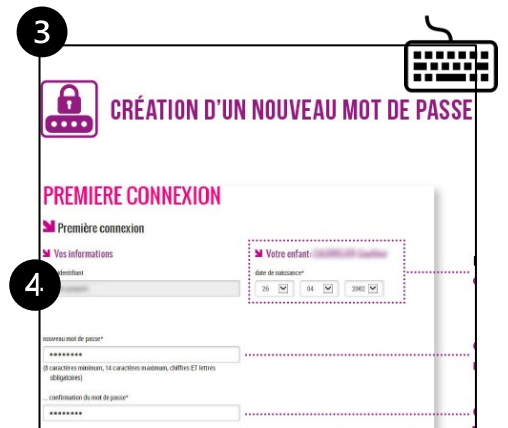 3
CRÉATION D'UN NOUVEAU MOT DE PASSE
PREMIERE CONNEXION
Première connexion
Vos informations
Votre enfant:
identifiant
date de naissance*
26 04 2002
4.
nouveau mot de passe*
(8 caractères minimum, 14 caractères maximum, chiffres ET lettres
obligatoires)
... confirmation du mot de passe*